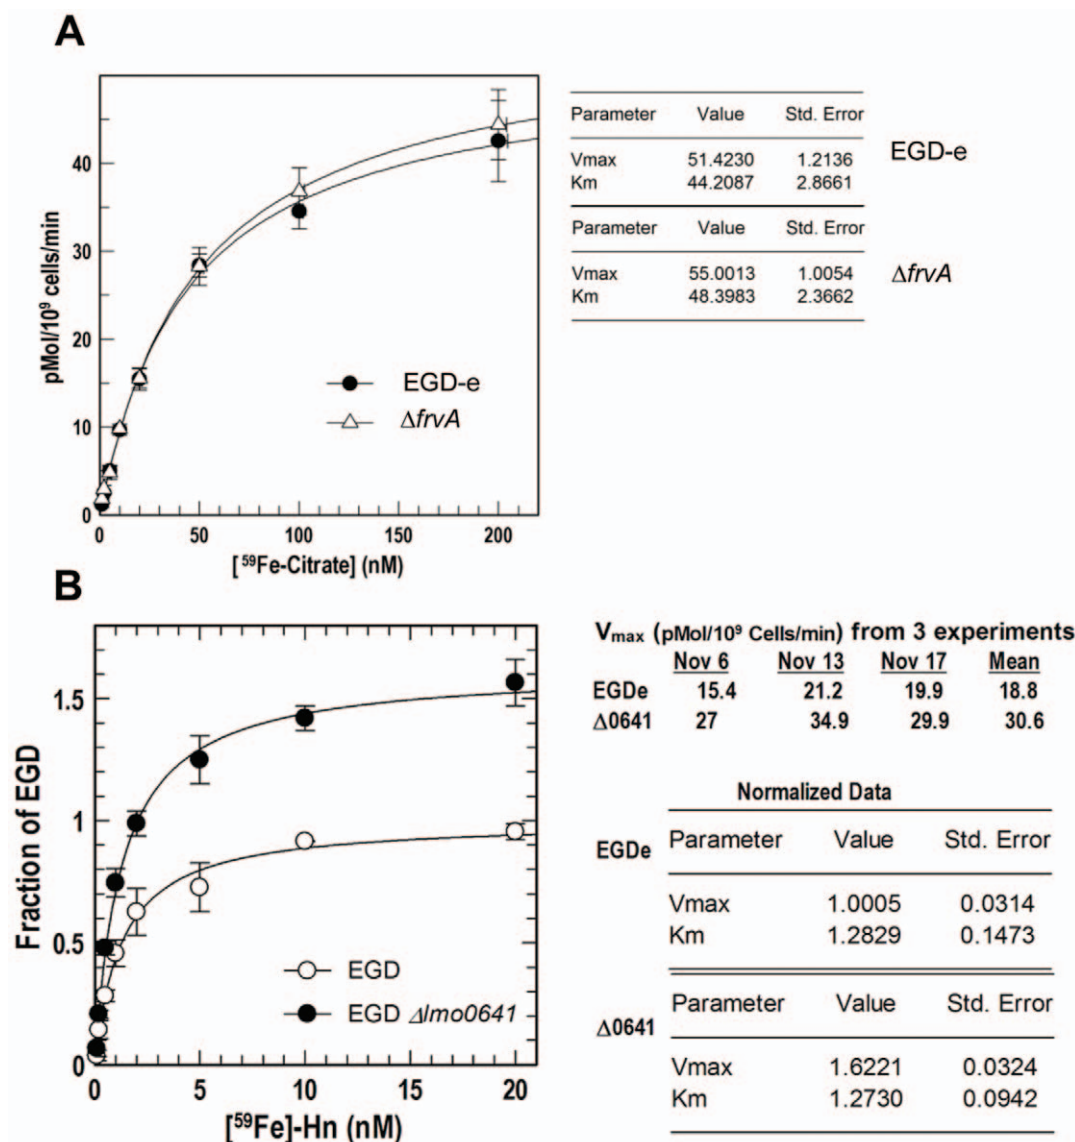 A
pMol/10⁹ cells/min
40
30
20
10
0
0 50 100 150 200
[⁵⁹Fe-Citrate] (nM)
EGD-e
ΔfrvA
Parameter Value Std. Error
Vmax 51.4230 1.2136
Km 44.2087 2.8661
EGD-e
Parameter Value Std. Error
Vmax 55.0013 1.0054
Km 48.3983 2.3662
ΔfrvA
B
Fraction of EGD
1.5
1
0.5
0
0 5 10 15 20
[⁵⁹Fe]-Hn (nM)
EGD
EGD Δlmo0641
Vmax (pMol/10⁹ Cells/min) from 3 experiments
Nov 6 Nov 13 Nov 17 Mean
EGDe 15.4 21.2 19.9 18.8
Δ0641 27 34.9 29.9 30.6
Normalized Data
EGDe
Parameter Value Std. Error
Vmax 1.0005 0.0314
Km 1.2829 0.1473
Δ0641
Parameter Value Std. Error
Vmax 1.6221 0.0324
Km 1.2730 0.0942